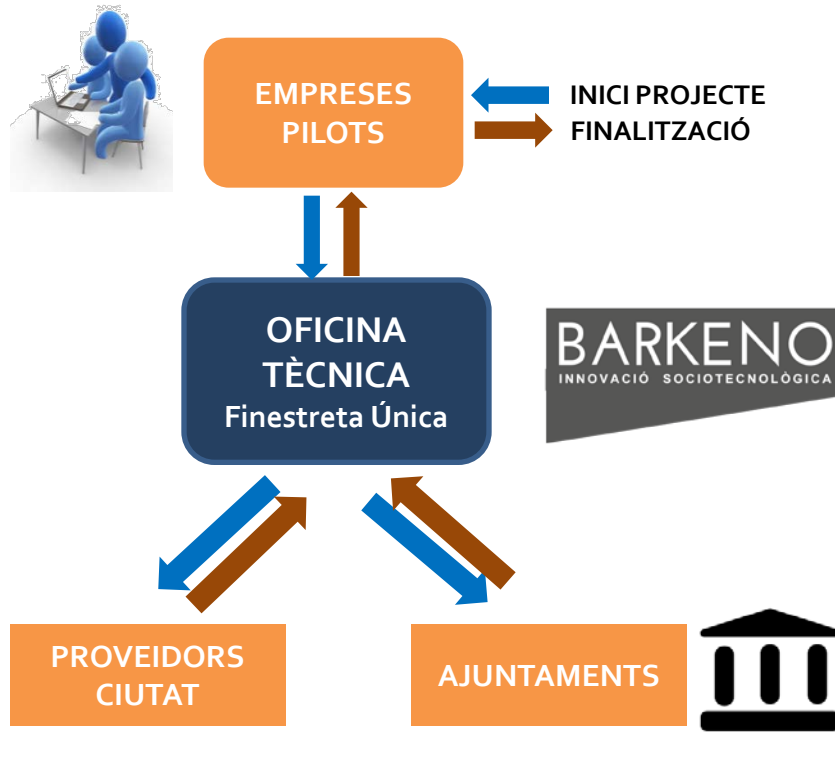 EMPRESES
PILOTS
INICI PROJECTE
FINALITZACIÓ
OFICINA
TÈCNICA
Finestreta Única
BARKENO
INNOVACIÓ SOCIOTECNOLÒGICA
PROVEIDORS
CIUTAT
AJUNTAMENTS